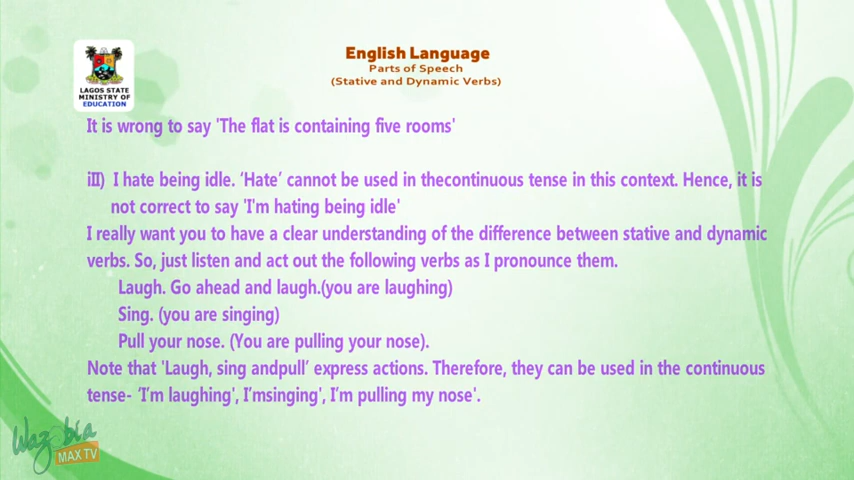 English Language
Parts of Speech
(Stative and Dynamic Verbs)
LAGOS STATE
MINISTRY OF
EDUCATION
It is wrong to say 'The flat is containing five rooms'
iII) I hate being idle. ‘Hate’ cannot be used in thecontinuous tense in this context. Hence, it is
not correct to say 'I'm hating being idle'
I really want you to have a clear understanding of the difference between stative and dynamic
verbs. So, just listen and act out the following verbs as I pronounce them.
Laugh. Go ahead and laugh.(you are laughing)
Sing. (you are singing)
Pull your nose. (You are pulling your nose).
Note that 'Laugh, sing andpull’ express actions. Therefore, they can be used in the continuous
tense- ‘I’m laughing', I’msinging', I’m pulling my nose'.
Wazobia
MAX TV